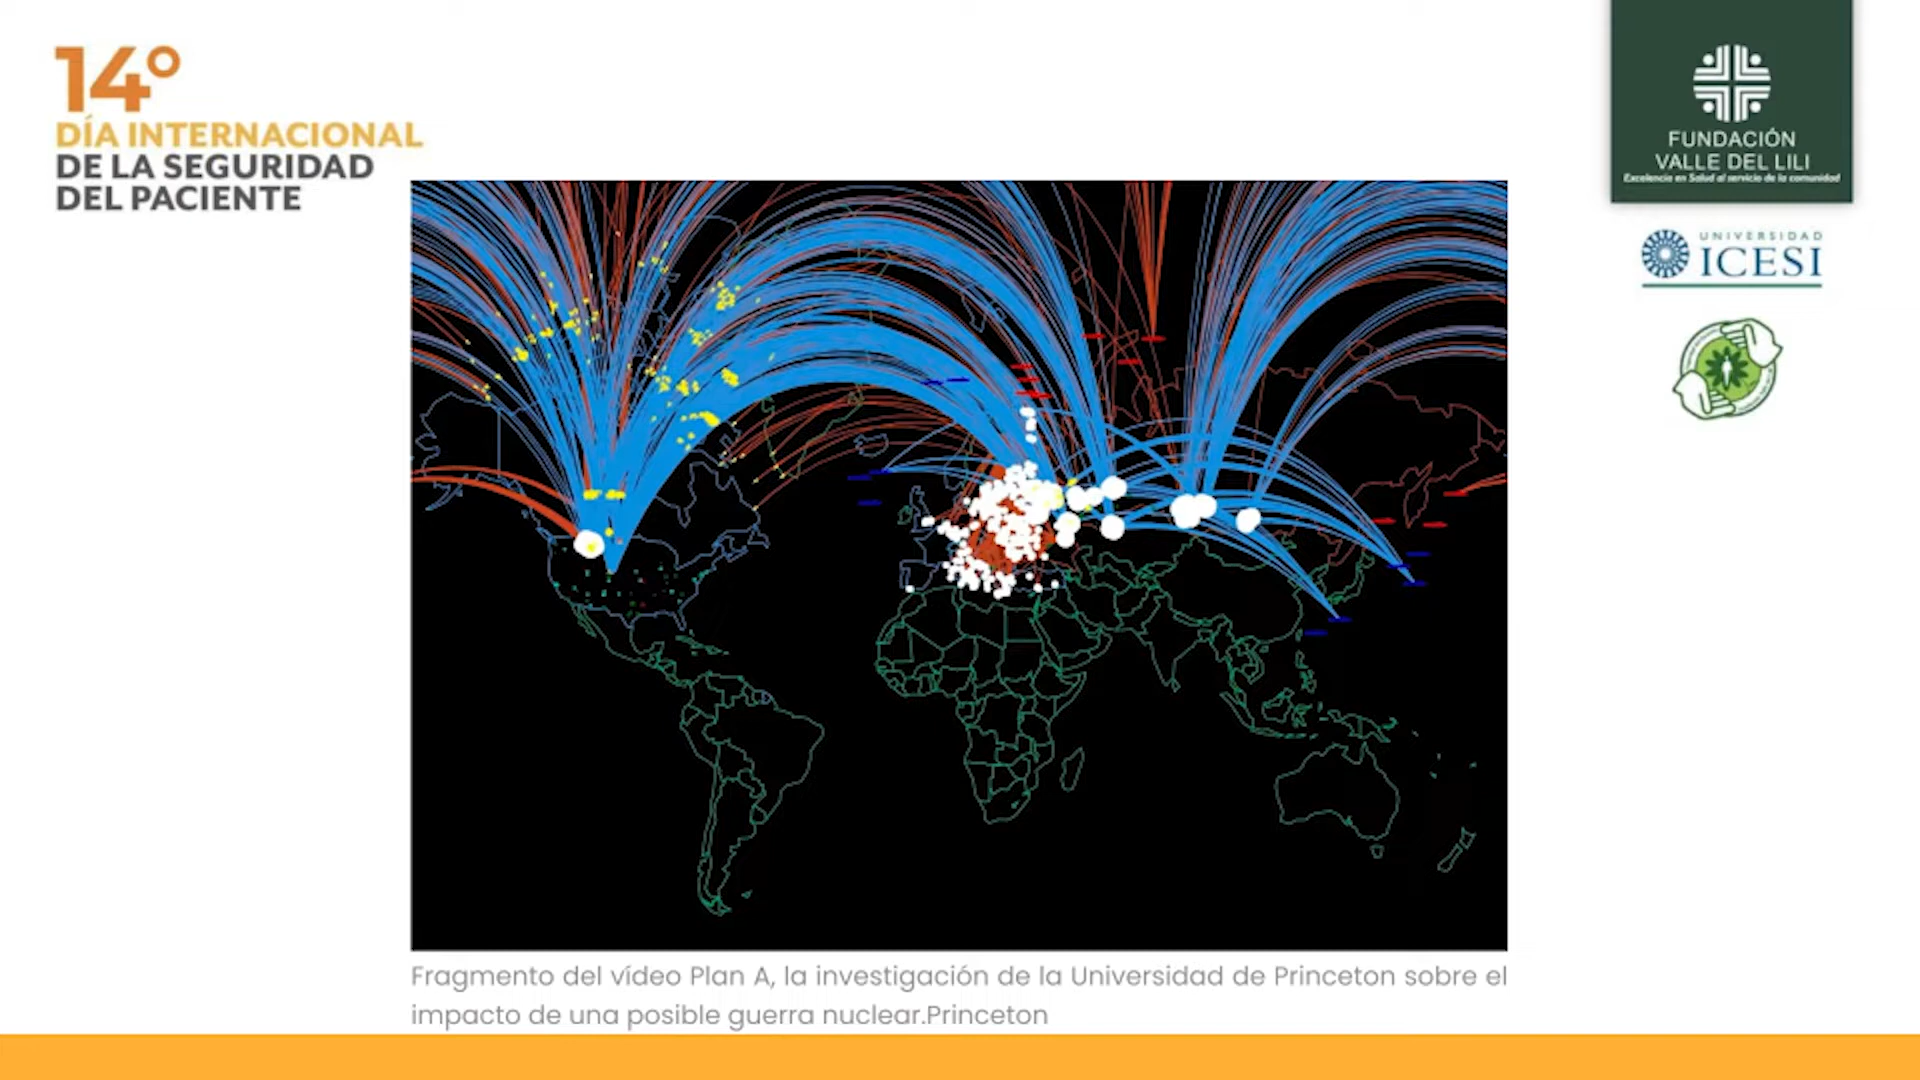 14°
DÍA INTERNACIONAL
DE LA SEGURIDAD
DEL PACIENTE
FUNDACIÓN
VALLE DEL LILI
Excelencia en Salud al servicio de la comunidad
UNIVERSIDAD
ICESI
Fragmento del vídeo Plan A, la investigación de la Universidad de Princeton sobre el
impacto de una posible guerra nuclear.Princeton